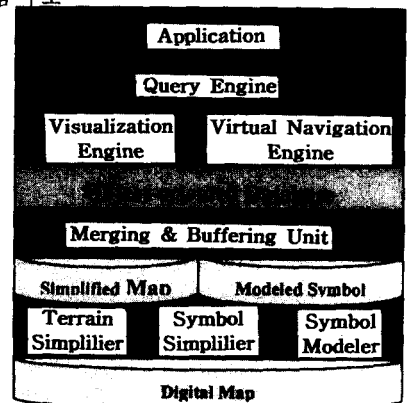 Application
Query Engine
Visualization Virtual Navigation
Engine Engine
Merging & Buffering Unit
Simplified Map Modeled Symbol
Terrain Symbol Symbol
Simplilier Simplilier Modeler
Digital Map